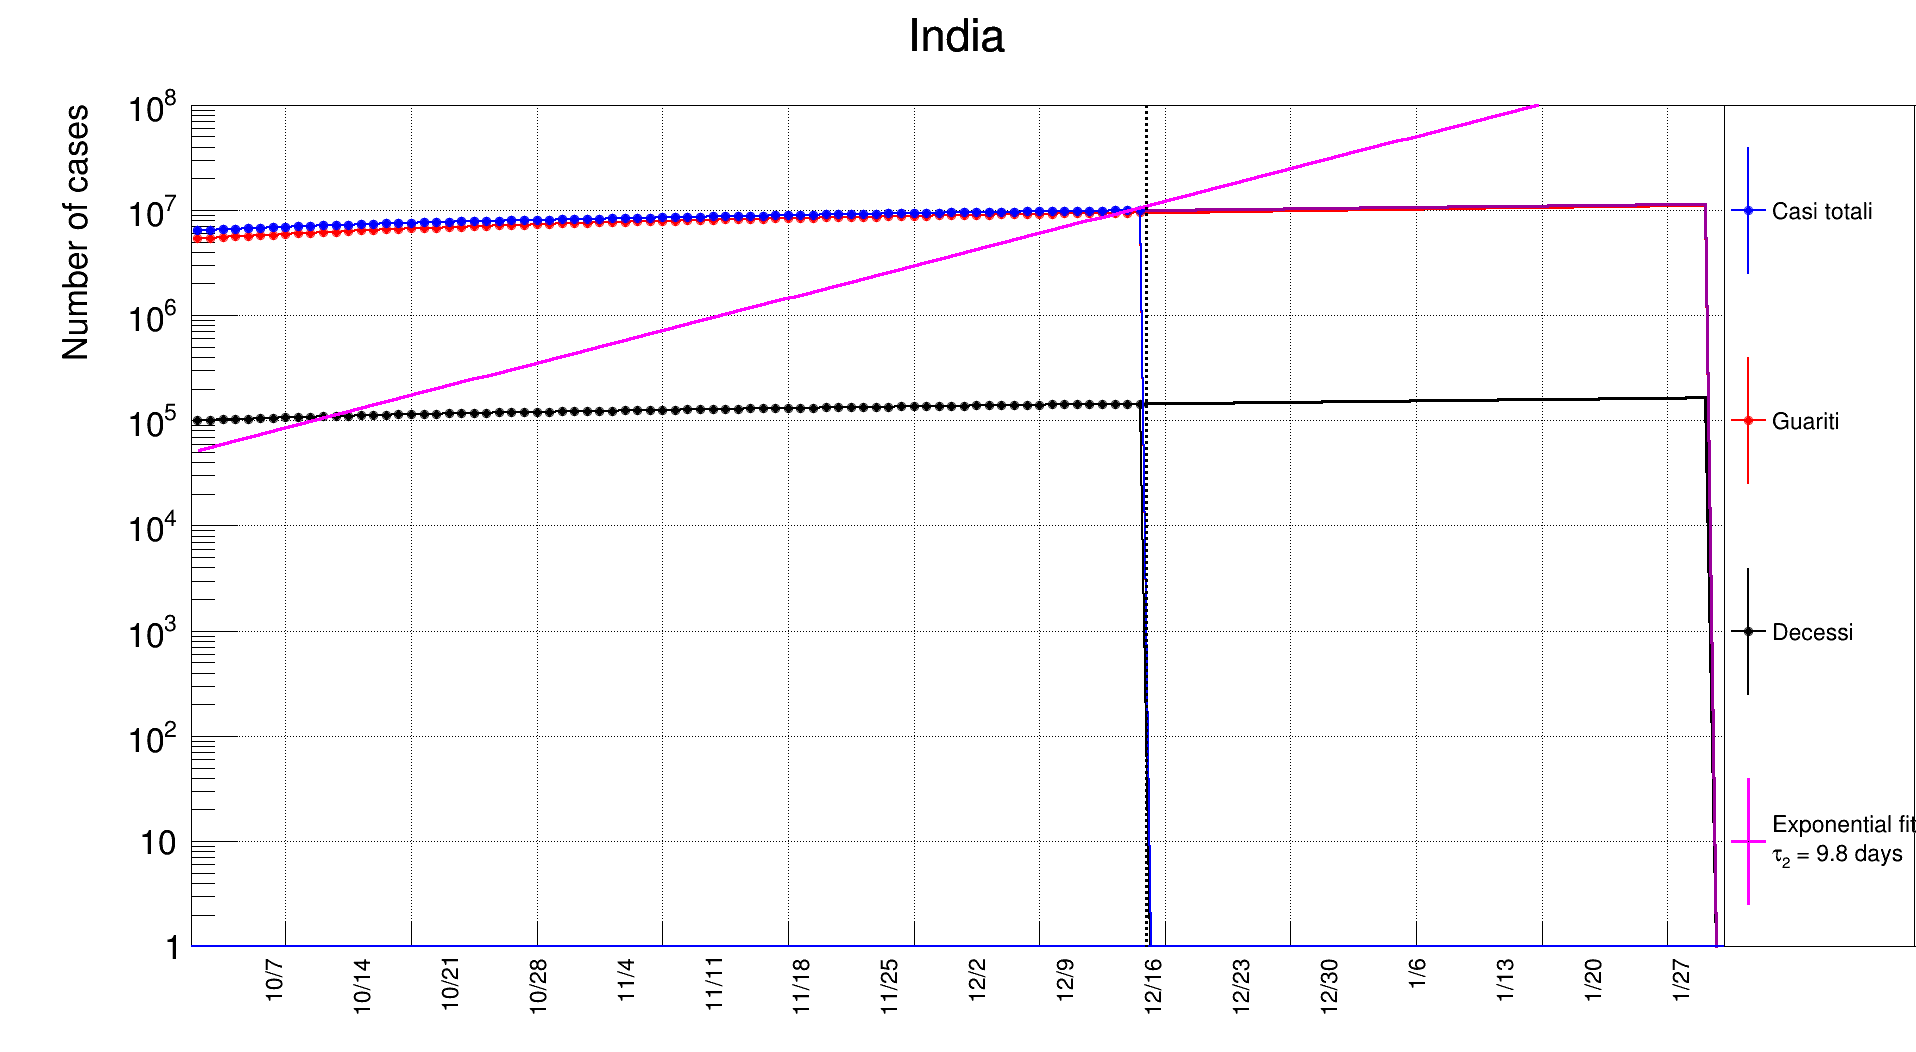 India
Number of cases
10^8
10^7
10^6
10^5
10^4
10^3
10^2
10
1
10/7 10/14 10/21 10/28 11/4 11/11 11/18 11/25 12/2 12/9 12/16 12/23 12/30 1/6 1/13 1/20 1/27
Casi totali
Guariti
Decessi
Exponential fit
τ_2 = 9.8 days